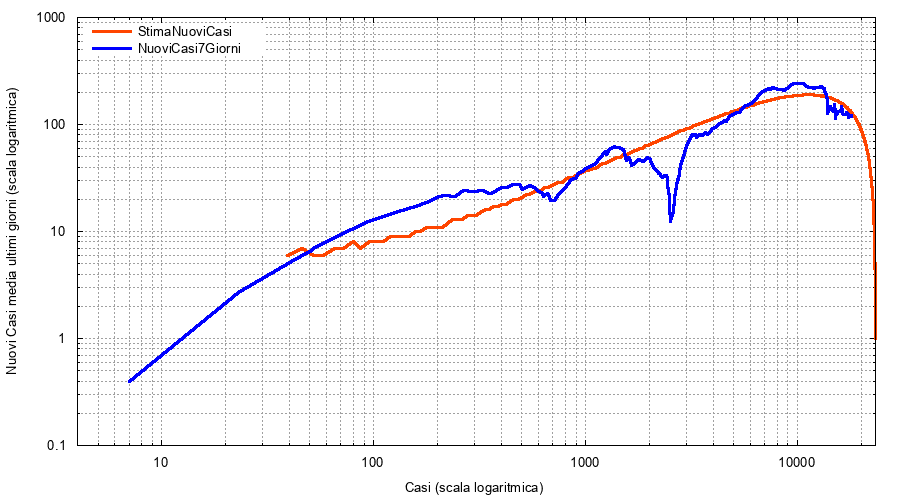 1000
100
10
1
0.1
Nuovi Casi media ultimi giorni (scala logaritmica)
StimaNuoviCasi
NuoviCasi7Giorni
10 100 1000 10000
Casi (scala logaritmica)